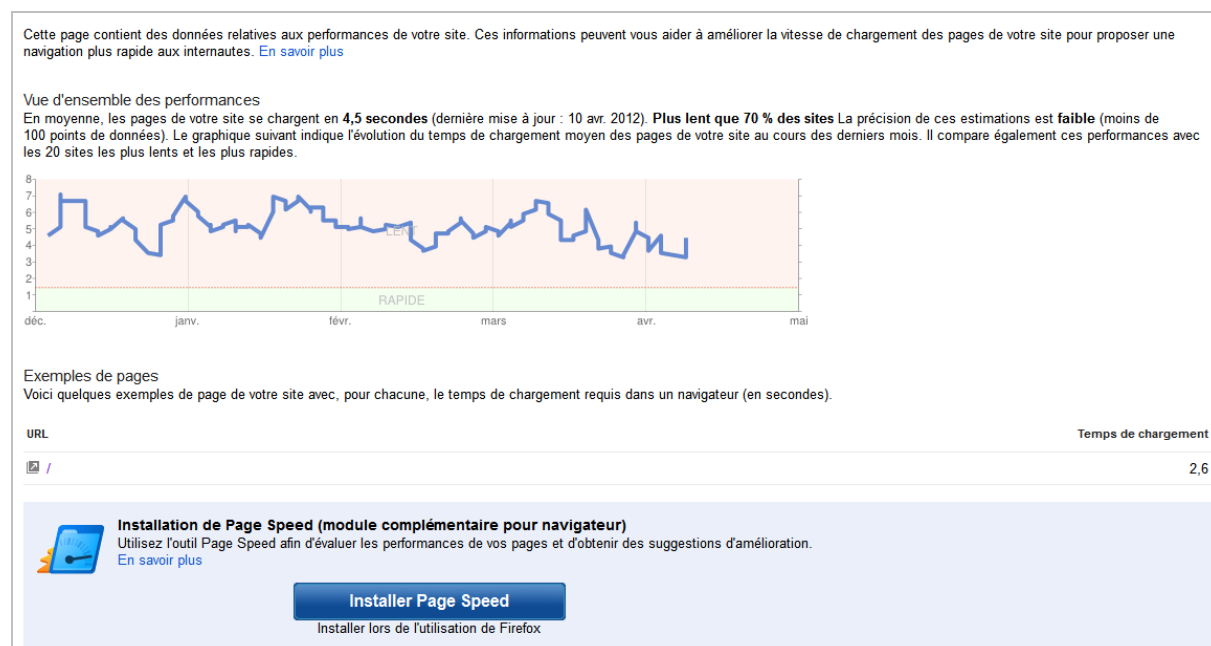 Cette page contient des données relatives aux performances de votre site. Ces informations peuvent vous aider à améliorer la vitesse de chargement des pages de votre site pour proposer une
navigation plus rapide aux internautes. En savoir plus
Vue d'ensemble des performances
En moyenne, les pages de votre site se chargent en 4,5 secondes (dernière mise à jour : 10 avr. 2012). Plus lent que 70 % des sites La précision de ces estimations est faible (moins de
100 points de données). Le graphique suivant indique l'évolution du temps de chargement moyen des pages de votre site au cours des derniers mois. Il compare également ces performances avec
les 20 sites les plus lents et les plus rapides.
8
7
6
5
LENT
4
3
2
1
RAPIDE
déc. janv. févr. mars avr. mai
Exemples de pages
Voici quelques exemples de page de votre site avec, pour chacune, le temps de chargement requis dans un navigateur (en secondes).
URL Temps de chargement
/ 2,6
Installation de Page Speed (module complémentaire pour navigateur)
Utilisez l'outil Page Speed afin d'évaluer les performances de vos pages et d'obtenir des suggestions d'amélioration.
En savoir plus
Installer Page Speed
Installer lors de l'utilisation de Firefox